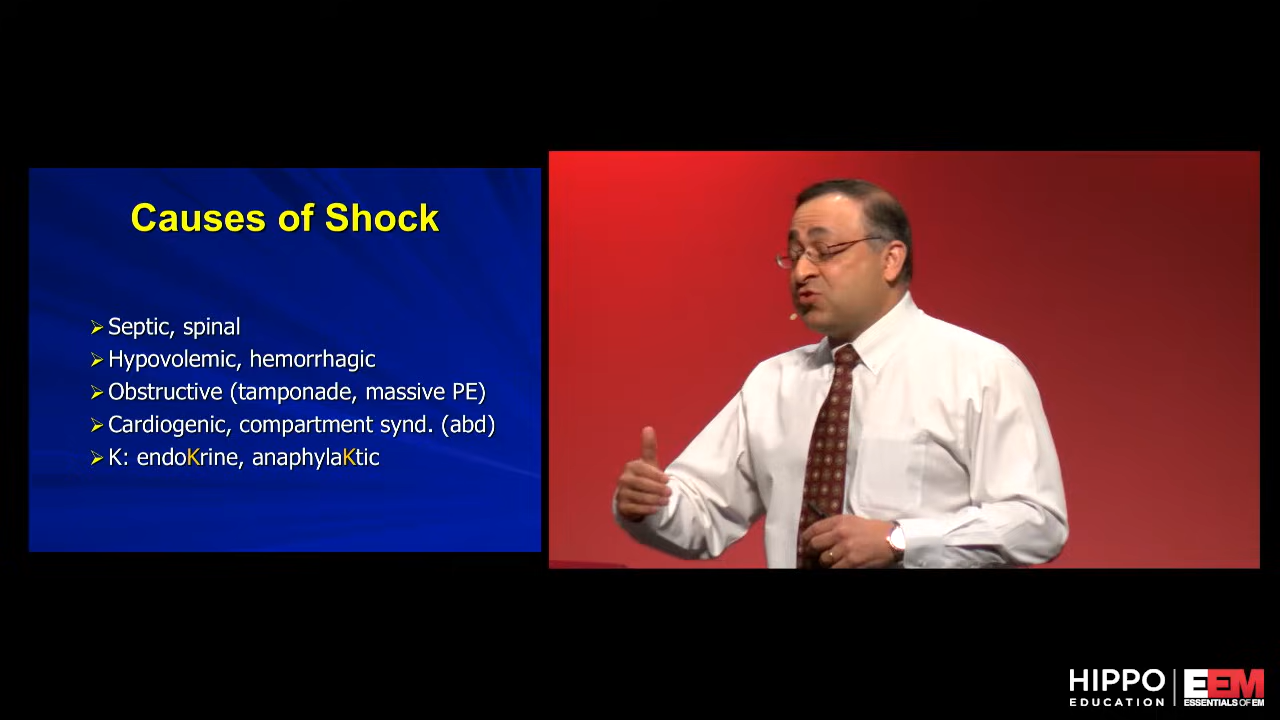 Causes of Shock
Septic, spinal
Hypovolemic, hemorrhagic
Obstructive (tamponade, massive PE)
Cardiogenic, compartment synd. (abd)
K: endoKrine, anaphylaKtic
HIPPO
EDUCATION
EEM
ESSENTIALS OF EM